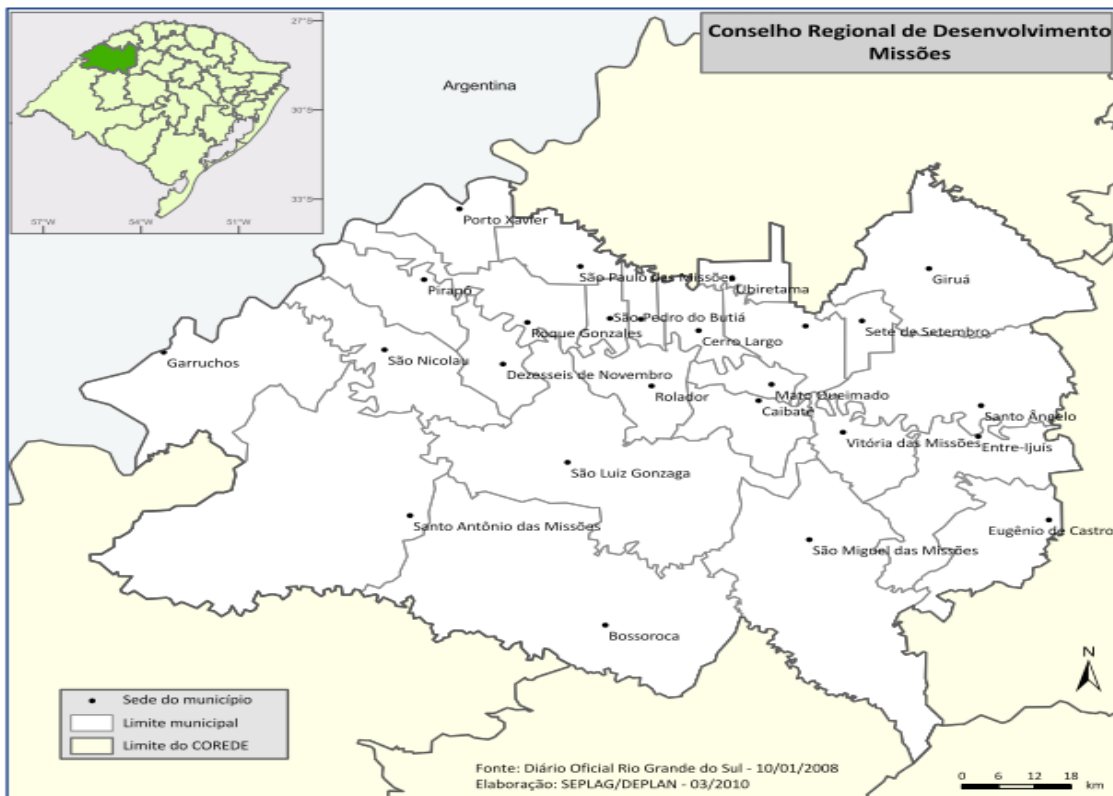 Conselho Regional de Desenvolvimento
Missões
27°S
30°S
33°S
57°W
54°W
51°W
Argentina
Porto Xavier
São Paulo das Missões
Ubiretama
Giruá
Pirapó
São Pedro do Butiá
Roque Gonzales
Cerro Largo
Sete de Setembro
Garruchos
São Nicolau
Dezesseis de Novembro
Rolador
Mato Queimado
Caibaté
Santo Ângelo
Vitória das Missões
Entre-Ijuís
São Luiz Gonzaga
Santo Antônio das Missões
Eugênio de Castro
São Miguel das Missões
Bossoroca
N
Sede do município
Limite municipal
Limite do COREDE
Fonte: Diário Oficial Rio Grande do Sul - 10/01/2008
Elaboração: SEPLAG/DEPLAN - 03/2010
0 6 12 18
km